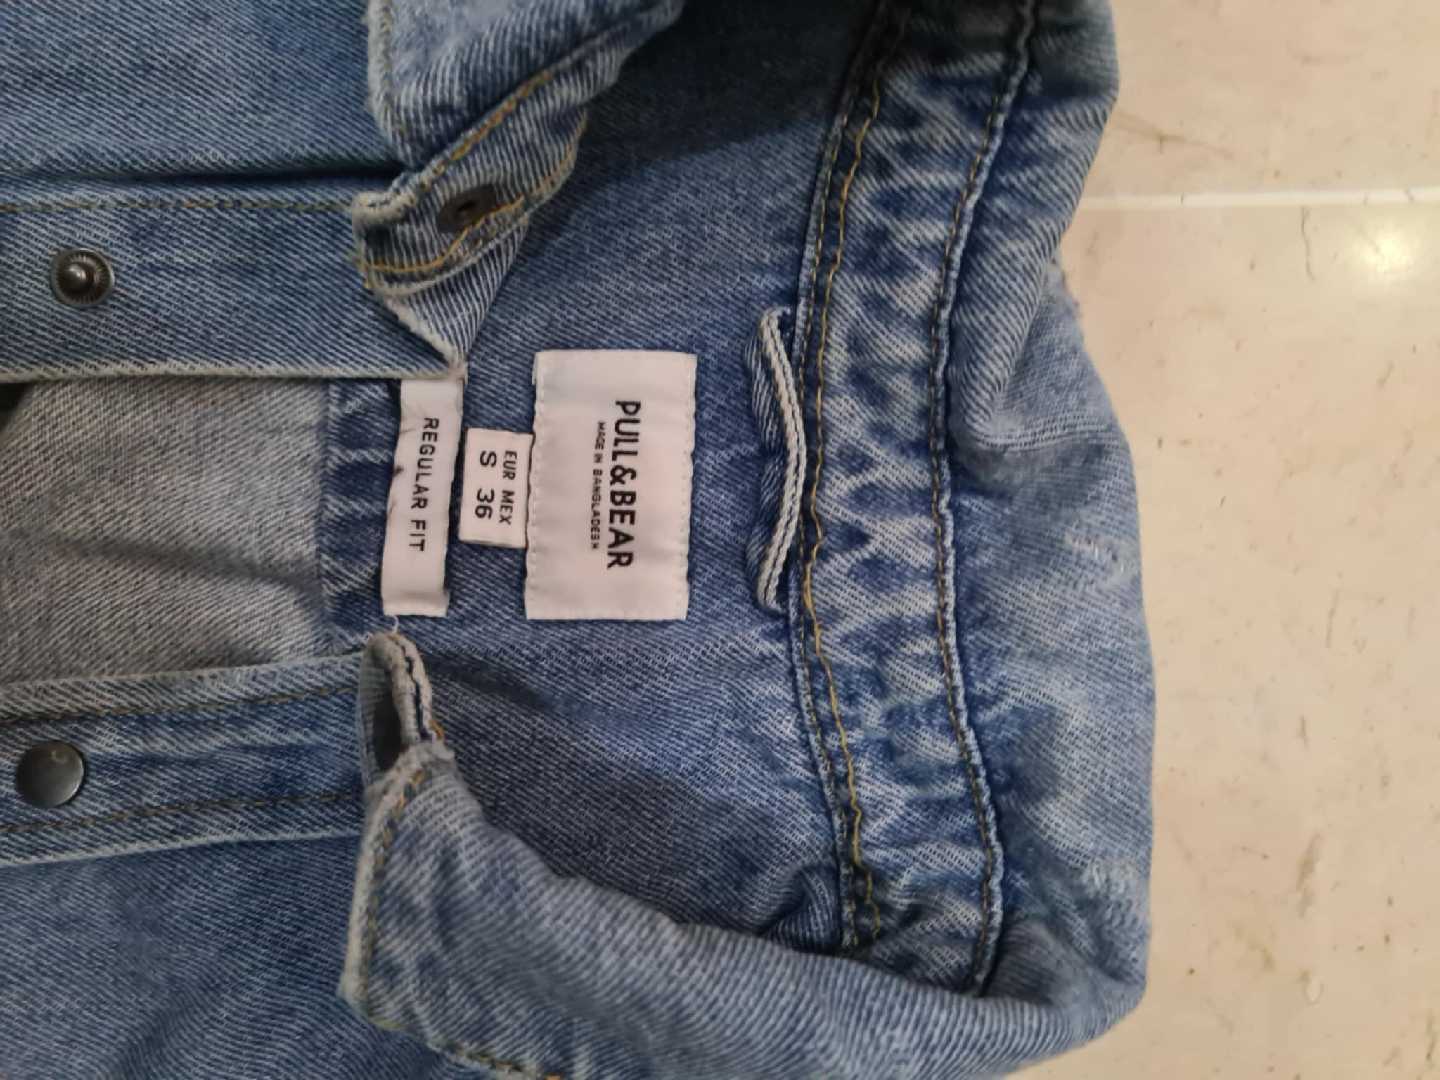 PULL&BEAR
MADE IN BANGLADESH
EUR MEX
S 36
REGULAR FIT